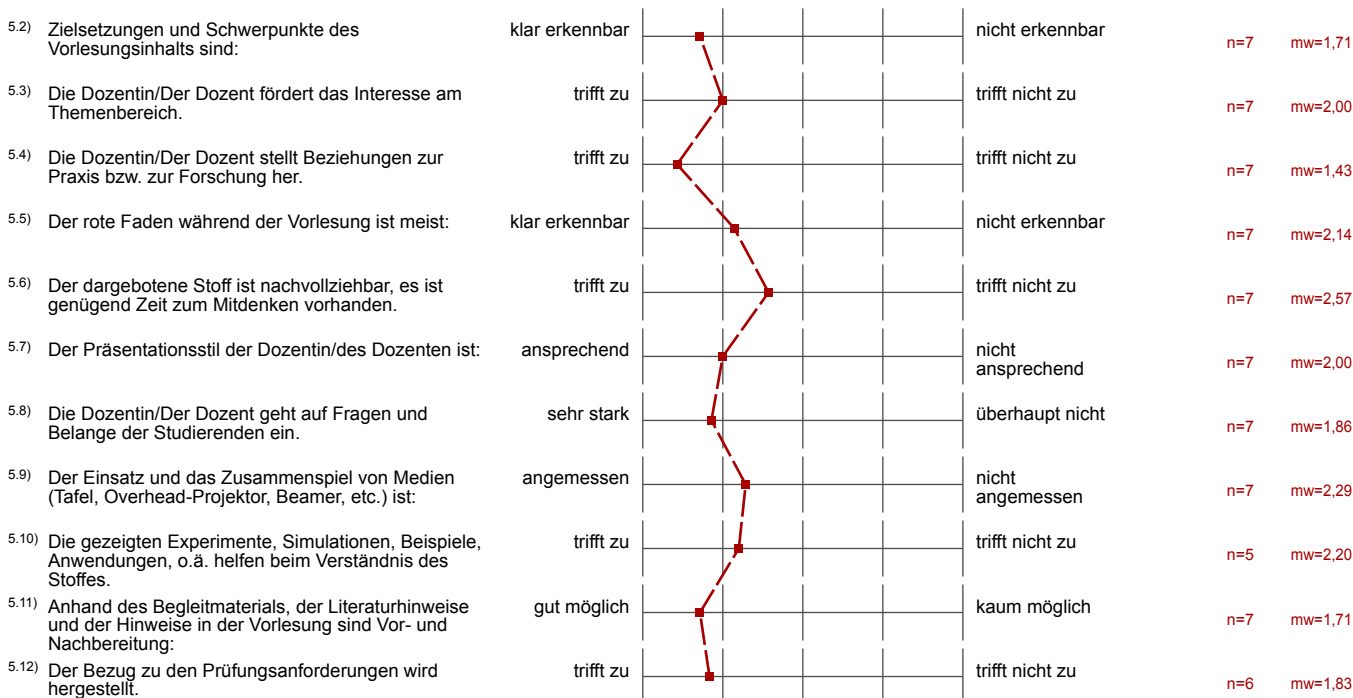 5.2) Zielsetzungen und Schwerpunkte des
Vorlesungsinhalts sind:
klar erkennbar
nicht erkennbar
n=7 mw=1,71
5.3) Die Dozentin/Der Dozent fördert das Interesse am
Themenbereich.
trifft zu
trifft nicht zu
n=7 mw=2,00
5.4) Die Dozentin/Der Dozent stellt Beziehungen zur
Praxis bzw. zur Forschung her.
trifft zu
trifft nicht zu
n=7 mw=1,43
5.5) Der rote Faden während der Vorlesung ist meist:
klar erkennbar
nicht erkennbar
n=7 mw=2,14
5.6) Der dargebotene Stoff ist nachvollziehbar, es ist
genügend Zeit zum Mitdenken vorhanden.
trifft zu
trifft nicht zu
n=7 mw=2,57
5.7) Der Präsentationsstil der Dozentin/des Dozenten ist:
ansprechend
nicht
ansprechend
n=7 mw=2,00
5.8) Die Dozentin/Der Dozent geht auf Fragen und
Belange der Studierenden ein.
sehr stark
überhaupt nicht
n=7 mw=1,86
5.9) Der Einsatz und das Zusammenspiel von Medien
(Tafel, Overhead-Projektor, Beamer, etc.) ist:
angemessen
nicht
angemessen
n=7 mw=2,29
5.10) Die gezeigten Experimente, Simulationen, Beispiele,
Anwendungen, o.ä. helfen beim Verständnis des
Stoffes.
trifft zu
trifft nicht zu
n=5 mw=2,20
5.11) Anhand des Begleitmaterials, der Literaturhinweise
und der Hinweise in der Vorlesung sind Vor- und
Nachbereitung:
gut möglich
kaum möglich
n=7 mw=1,71
5.12) Der Bezug zu den Prüfungsanforderungen wird
hergestellt.
trifft zu
trifft nicht zu
n=6 mw=1,83